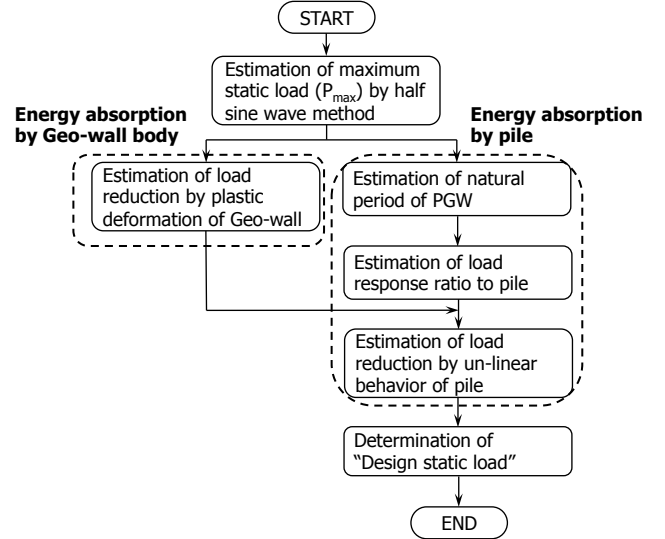 START
Estimation of maximum
static load (Pmax) by half
sine wave method
Energy absorption
by Geo-wall body
Energy absorption
by pile
Estimation of load
reduction by plastic
deformation of Geo-wall
Estimation of natural
period of PGW
Estimation of load
response ratio to pile
Estimation of load
reduction by un-linear
behavior of pile
Determination of
“Design static load”
END